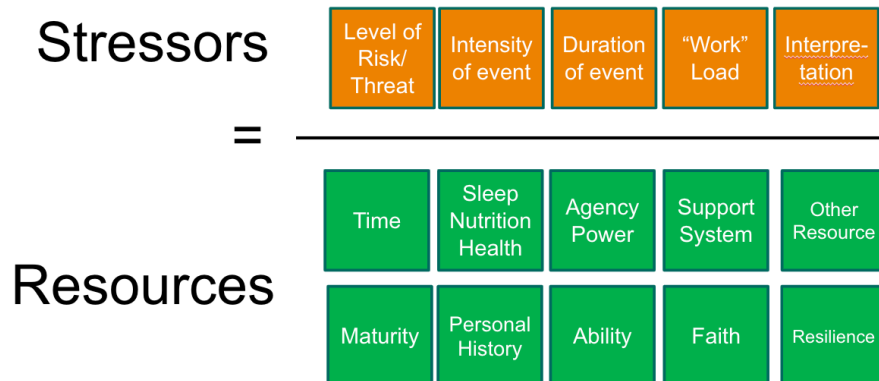 Stressors
Level of
Risk/
Threat
Intensity
of event
Duration
of event
“Work”
Load
Interpre-
tation
=
Time
Sleep
Nutrition
Health
Agency
Power
Support
System
Other
Resource
Resources
Maturity
Personal
History
Ability
Faith
Resilience